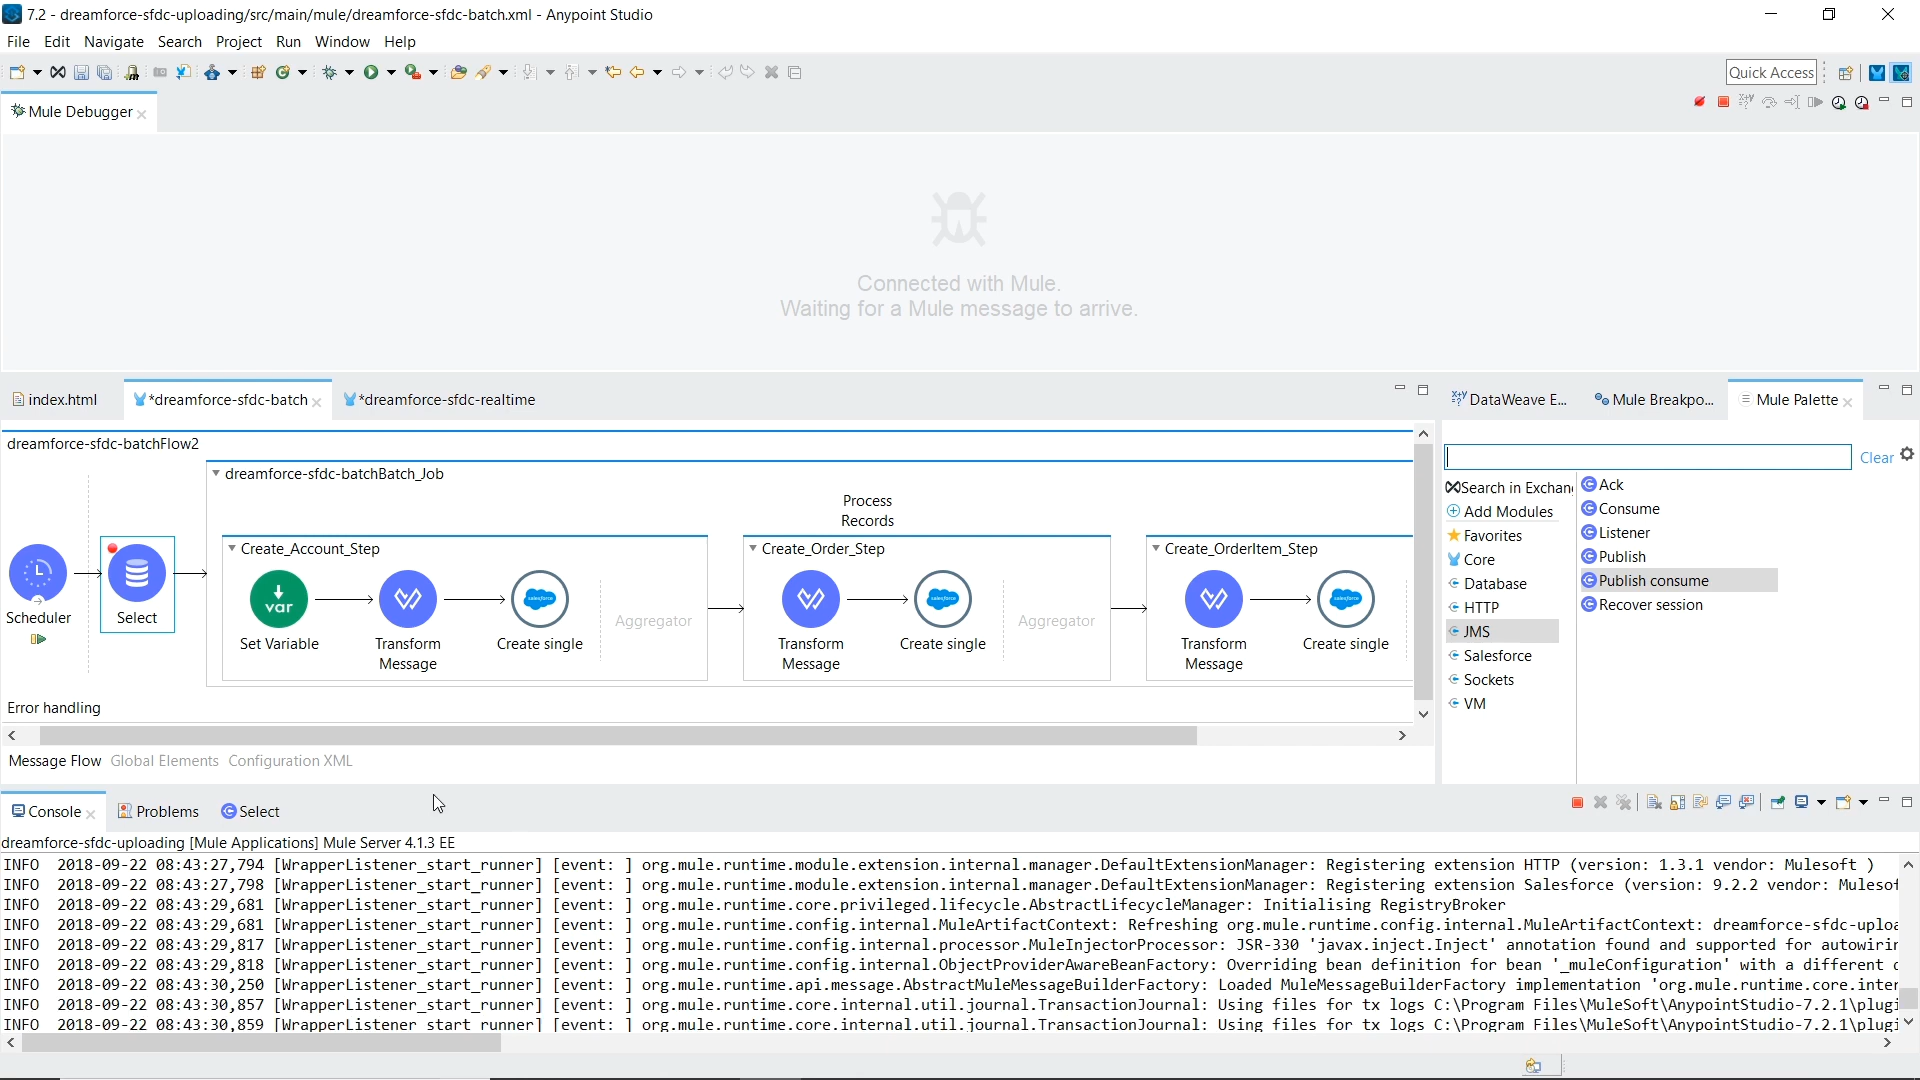 7.2 - dreamforce-sfdc-uploading/src/main/mule/dreamforce-sfdc-batch.xml - Anypoint Studio
File Edit Navigate Search Project Run Window Help
Quick Access
Mule Debugger
Connected with Mule.
Waiting for a Mule message to arrive.
index.html *dreamforce-sfdc-batch *dreamforce-sfdc-realtime
DataWeave E... Mule Breakpo... Mule Palette
dreamforce-sfdc-batchFlow2
dreamforce-sfdc-batchBatch_Job
Process
Records
Create_Account_Step Create_Order_Step Create_OrderItem_Step
var salesforce salesforce salesforce
Scheduler Select
Set Variable Transform Message Create single Aggregator
Transform Message Create single Aggregator
Transform Message Create single
Error handling
Message Flow Global Elements Configuration XML
Clear
Search in Exchan
Add Modules
Favorites
Core
Database
HTTP
JMS
Salesforce
Sockets
VM
Ack
Consume
Listener
Publish
Publish consume
Recover session
Console Problems Select
dreamforce-sfdc-uploading [Mule Applications] Mule Server 4.1.3 EE
INFO 2018-09-22 08:43:27,794 [WrapperListener_start_runner] [event: ] org.mule.runtime.module.extension.internal.manager.DefaultExtensionManager: Registering extension HTTP (version: 1.3.1 vendor: Mulesoft )
INFO 2018-09-22 08:43:27,798 [WrapperListener_start_runner] [event: ] org.mule.runtime.module.extension.internal.manager.DefaultExtensionManager: Registering extension Salesforce (version: 9.2.2 vendor: Mulesof
INFO 2018-09-22 08:43:29,681 [WrapperListener_start_runner] [event: ] org.mule.runtime.core.privileged.lifecycle.AbstractLifecycleManager: Initialising RegistryBroker
INFO 2018-09-22 08:43:29,681 [WrapperListener_start_runner] [event: ] org.mule.runtime.config.internal.MuleArtifactContext: Refreshing org.mule.runtime.config.internal.MuleArtifactContext: dreamforce-sfdc-uploa
INFO 2018-09-22 08:43:29,817 [WrapperListener_start_runner] [event: ] org.mule.runtime.config.internal.processor.MuleInjectorProcessor: JSR-330 'javax.inject.Inject' annotation found and supported for autowirin
INFO 2018-09-22 08:43:29,818 [WrapperListener_start_runner] [event: ] org.mule.runtime.config.internal.ObjectProviderAwareBeanFactory: Overriding bean definition for bean '_muleConfiguration' with a different
INFO 2018-09-22 08:43:30,250 [WrapperListener_start_runner] [event: ] org.mule.runtime.api.message.AbstractMuleMessageBuilderFactory: Loaded MuleMessageBuilderFactory implementation 'org.mule.runtime.core.inter
INFO 2018-09-22 08:43:30,857 [WrapperListener_start_runner] [event: ] org.mule.runtime.core.internal.util.journal.TransactionJournal: Using files for tx logs C:\Program Files\MuleSoft\AnypointStudio-7.2.1\plugi
INFO 2018-09-22 08:43:30,859 [WrapperListener_start_runner] [event: ] org.mule.runtime.core.internal.util.journal.TransactionJournal: Using files for tx logs C:\Program Files\MuleSoft\AnypointStudio-7.2.1\plugi